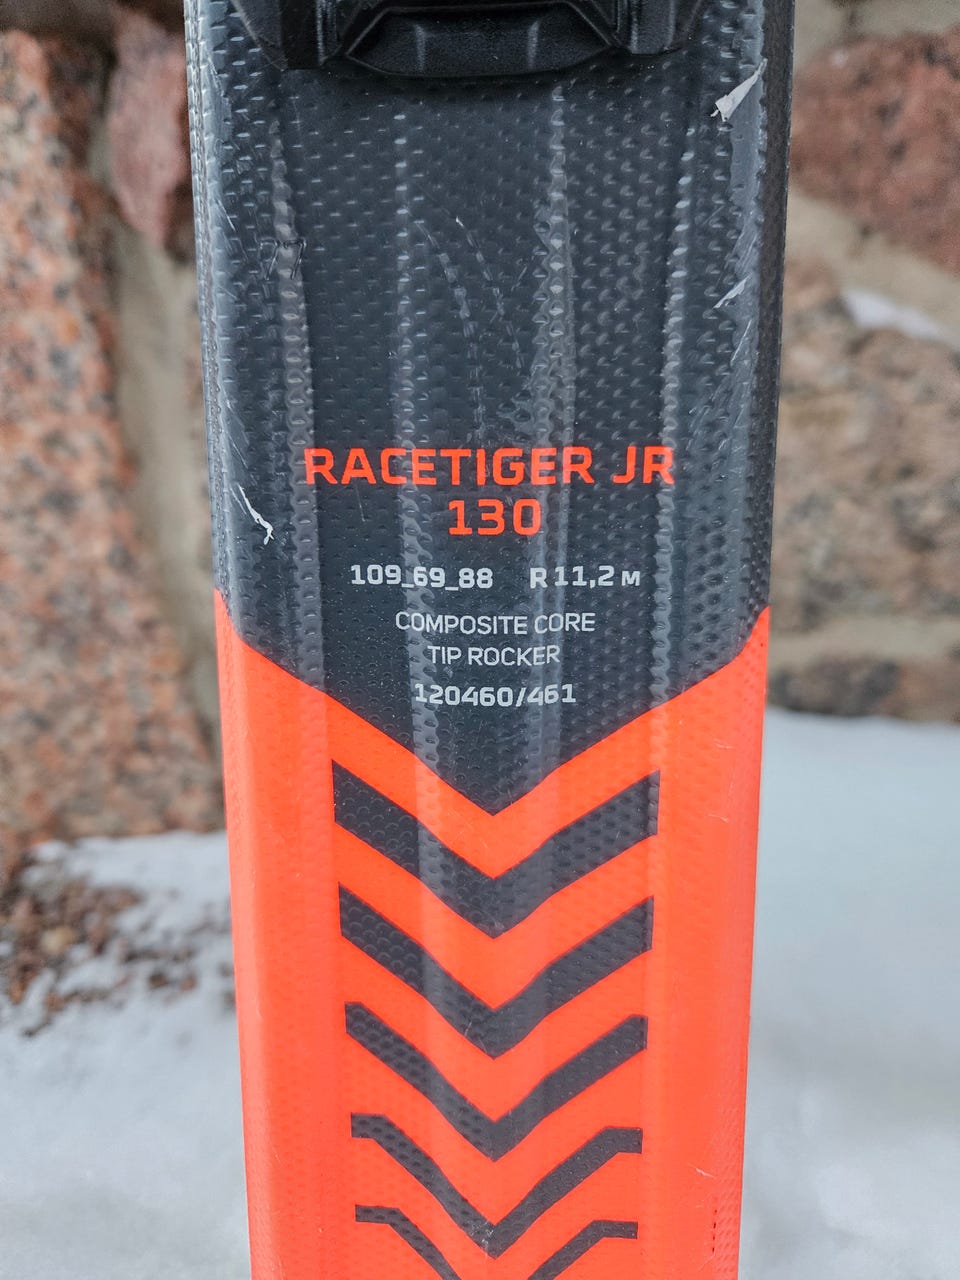 RACETIGER JR
130
109_69_88 R 11,2 M
COMPOSITE CORE
TIP ROCKER
120460/461